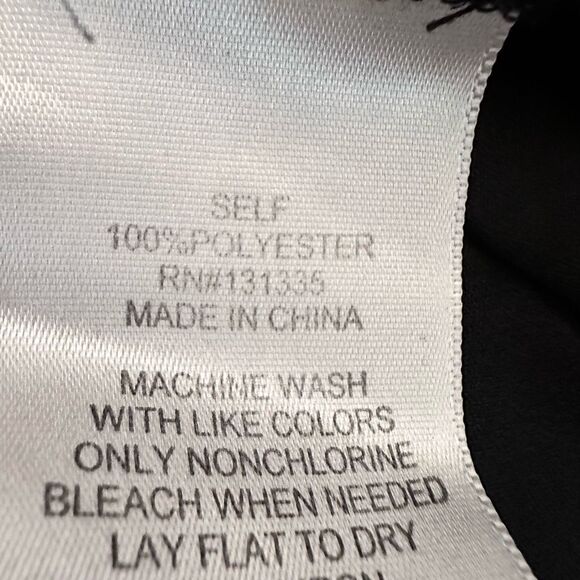 SELF
100%POLYESTER
RN#131335
MADE IN CHINA
MACHINE WASH
WITH LIKE COLORS
ONLY NONCHLORINE
BLEACH WHEN NEEDED
LAY FLAT TO DRY